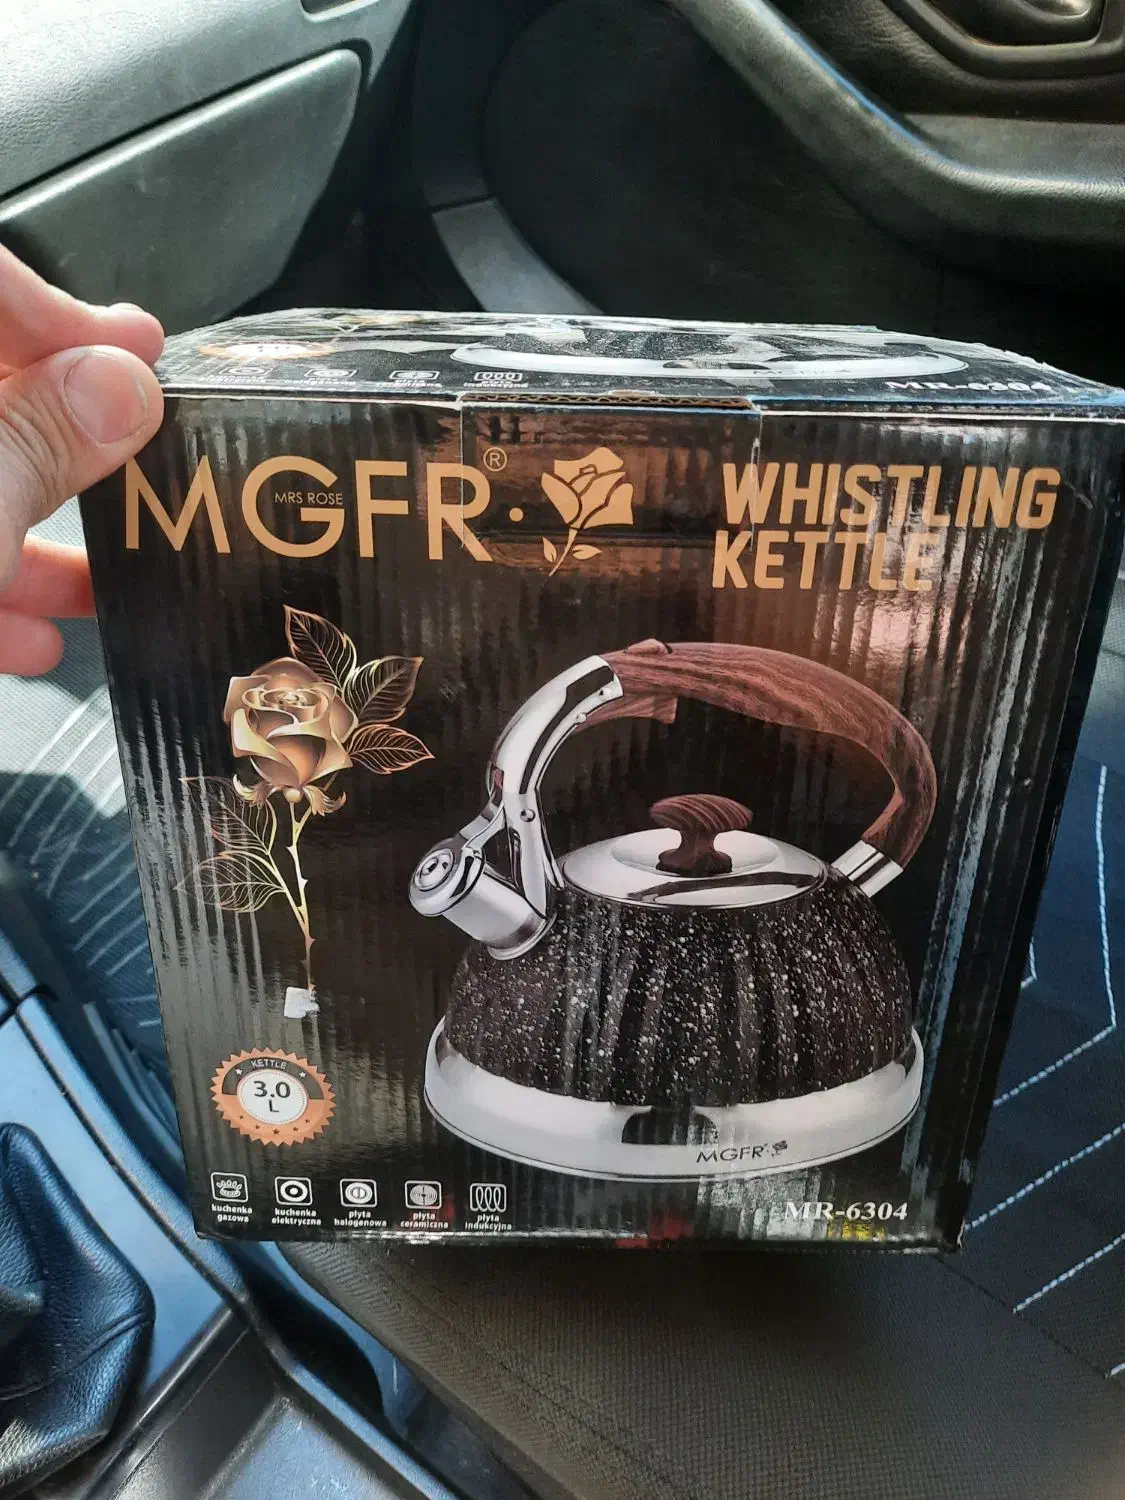 MR-6304
MGFR®
MRS ROSE
WHISTLING
KETTLE
KETTLE
3.0
L
MGFR
kuchenka
gazowa
kuchenka
elektryczna
płyta
halogenowa
płyta
ceramiczna
płyta
indukcyjna
MR-6304